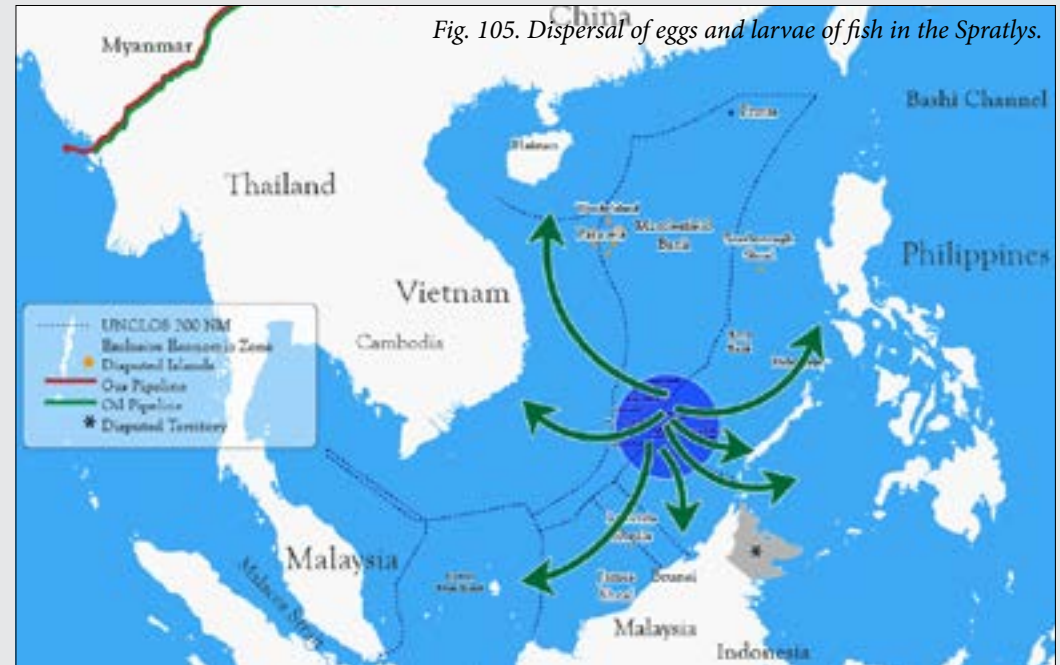 China
Fig. 105. Dispersal of eggs and larvae of fish in the Spratlys.
Myanmar
Bashi Channel
Hainan
Thailand
Philippines
Vietnam
Cambodia
UNCLOS 200 NM
Exclusive Economic Zone
Disputed Islands
Gas Pipeline
Oil Pipeline
* Disputed Territory
Malaysia
Brunei
Malaysia
Indonesia